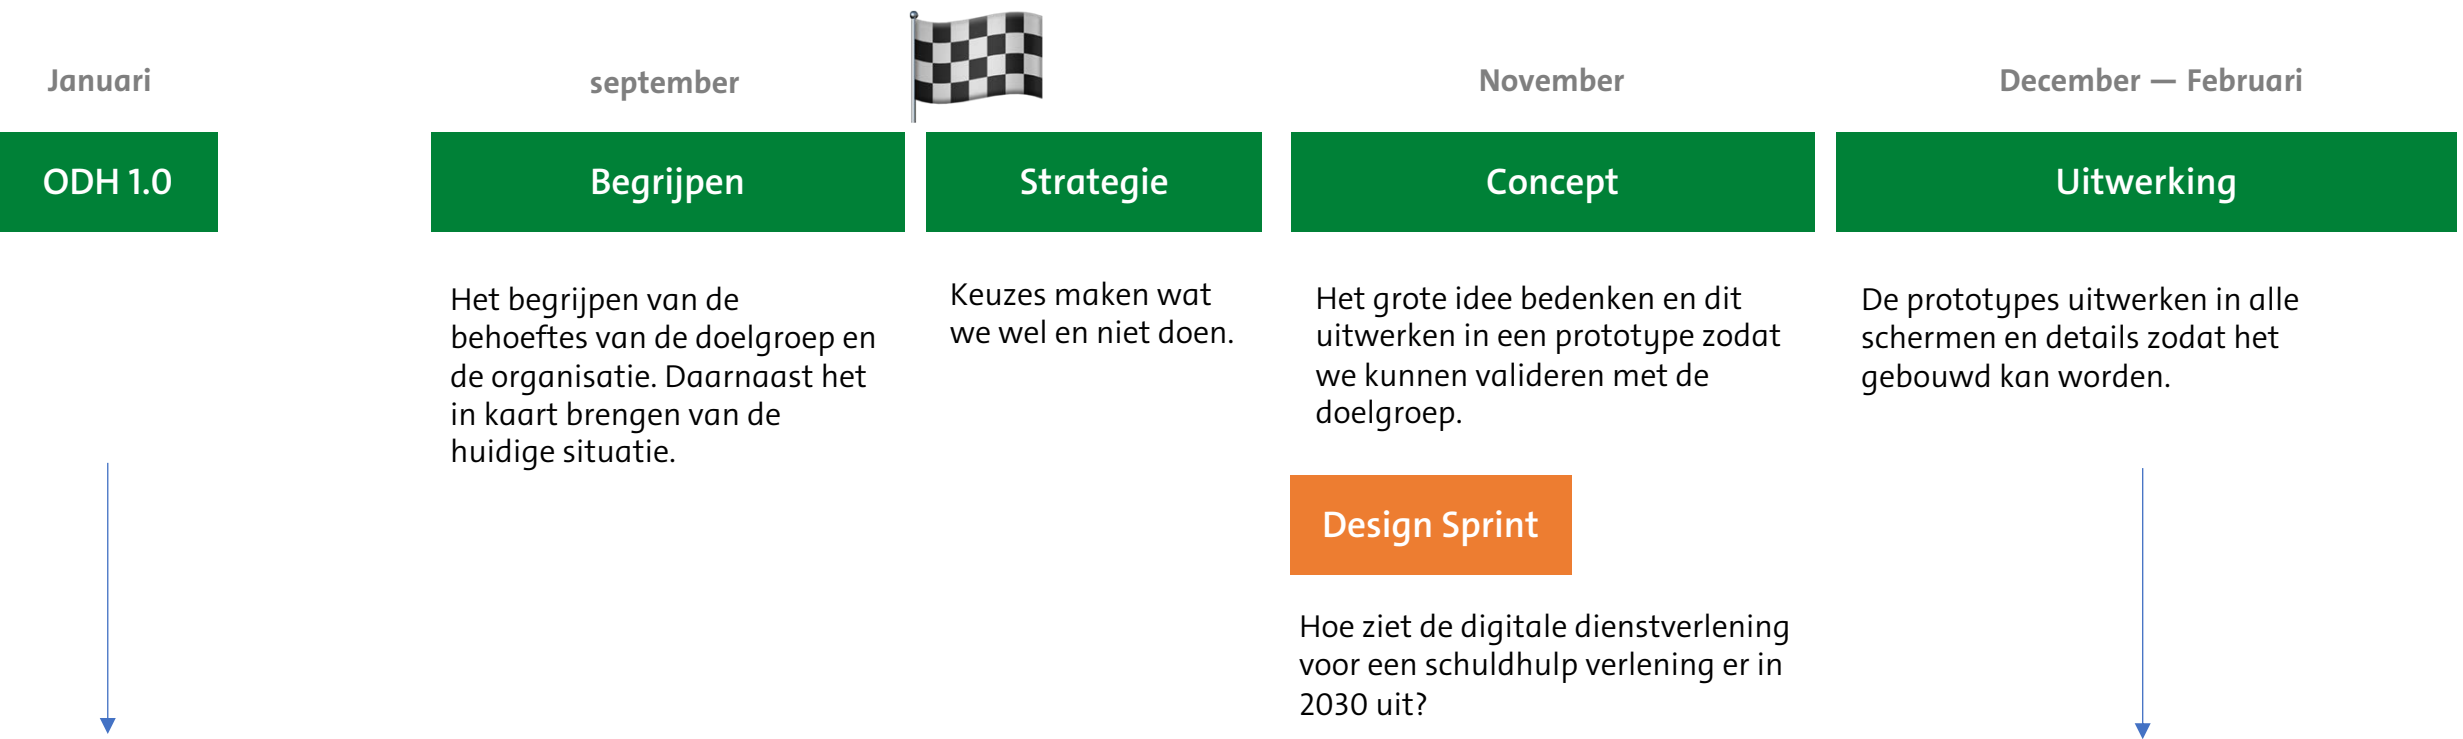 Januari
september
November
December — Februari
ODH 1.0
Begrijpen
Strategie
Concept
Uitwerking
Het begrijpen van de
behoeftes van de doelgroep en
de organisatie. Daarnaast het
in kaart brengen van de
huidige situatie.
Keuzes maken wat
we wel en niet doen.
Het grote idee bedenken en dit
uitwerken in een prototype zodat
we kunnen valideren met de
doelgroep.
De prototypes uitwerken in alle
schermen en details zodat het
gebouwd kan worden.
Design Sprint
Hoe ziet de digitale dienstverlening
voor een schuldhulp verlening er in
2030 uit?